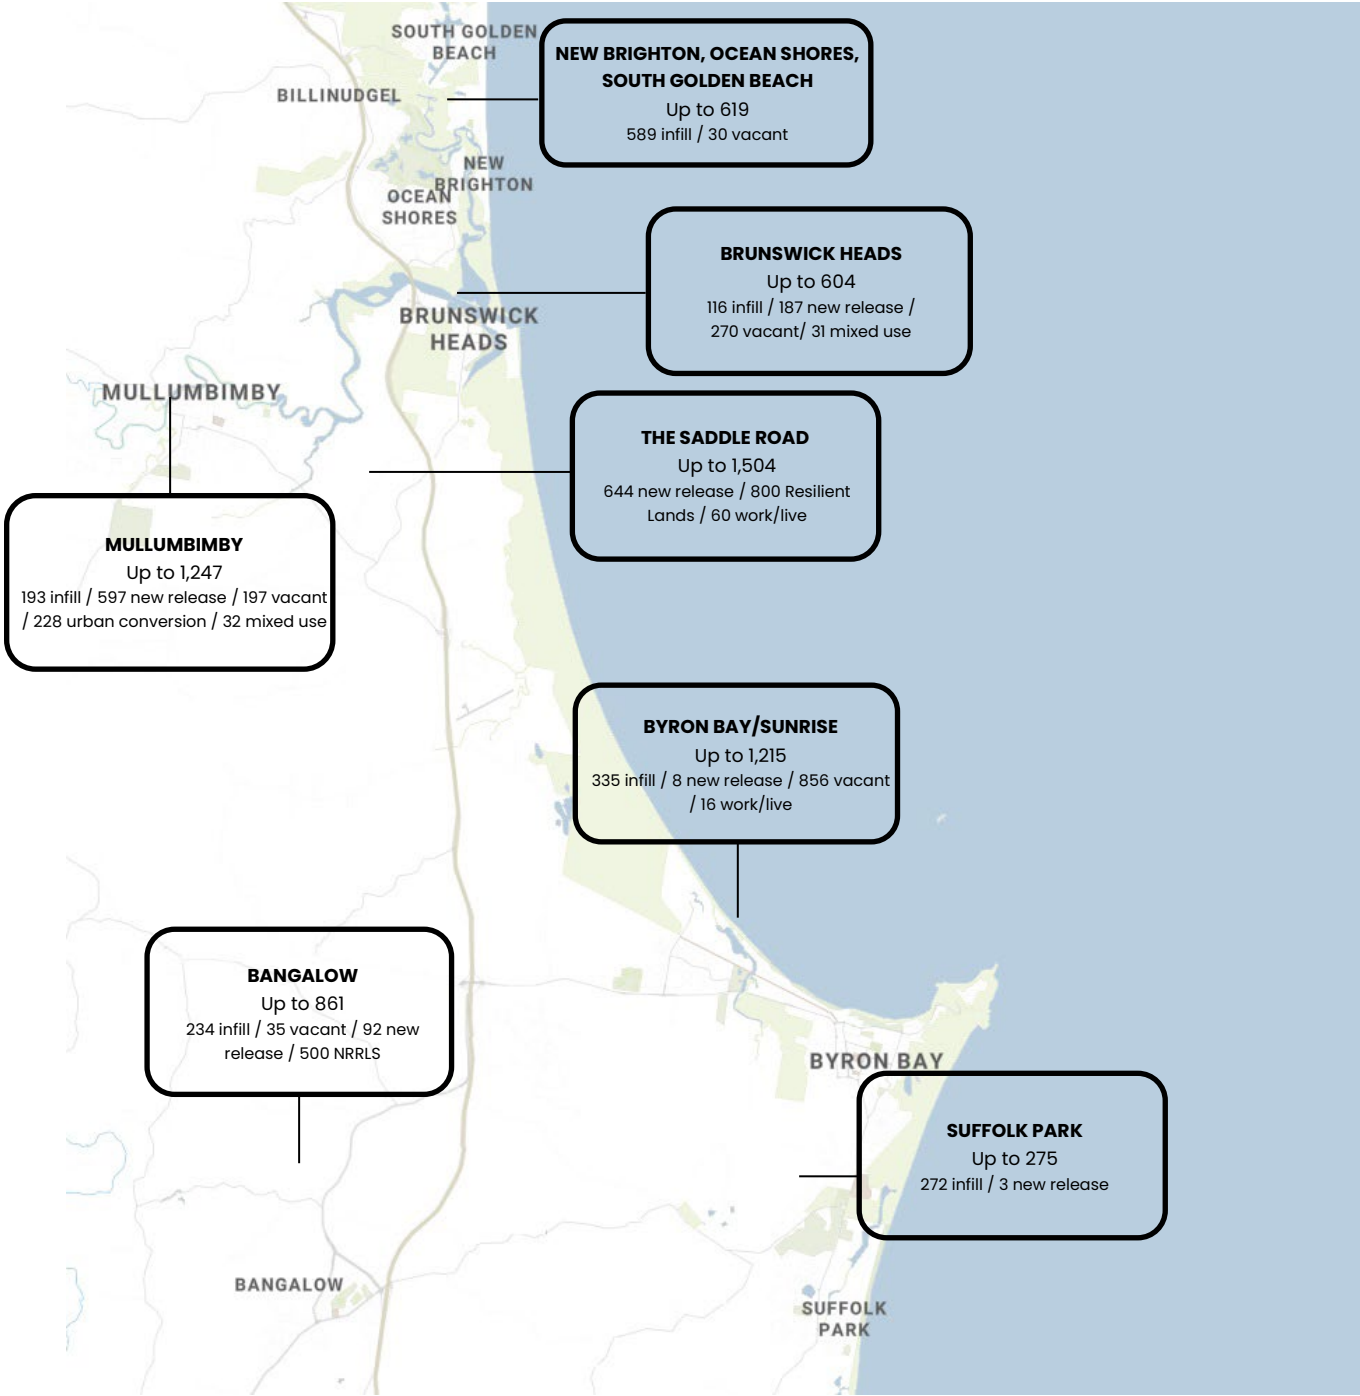 SOUTH GOLDEN
BEACH
NEW BRIGHTON, OCEAN SHORES,
SOUTH GOLDEN BEACH
Up to 619
589 infill / 30 vacant
BILLINUDGEL
NEW
BRIGHTON
OCEAN
SHORES
BRUNSWICK HEADS
Up to 604
116 infill / 187 new release /
270 vacant/ 31 mixed use
BRUNSWICK
HEADS
MULLUMBIMBY
THE SADDLE ROAD
Up to 1,504
644 new release / 800 Resilient
Lands / 60 work/live
MULLUMBIMBY
Up to 1,247
193 infill / 597 new release / 197 vacant
/ 228 urban conversion / 32 mixed use
BYRON BAY/SUNRISE
Up to 1,215
335 infill / 8 new release / 856 vacant
/ 16 work/live
BANGALOW
Up to 861
234 infill / 35 vacant / 92 new
release / 500 NRRLS
BYRON BAY
SUFFOLK PARK
Up to 275
272 infill / 3 new release
BANGALOW
SUFFOLK
PARK